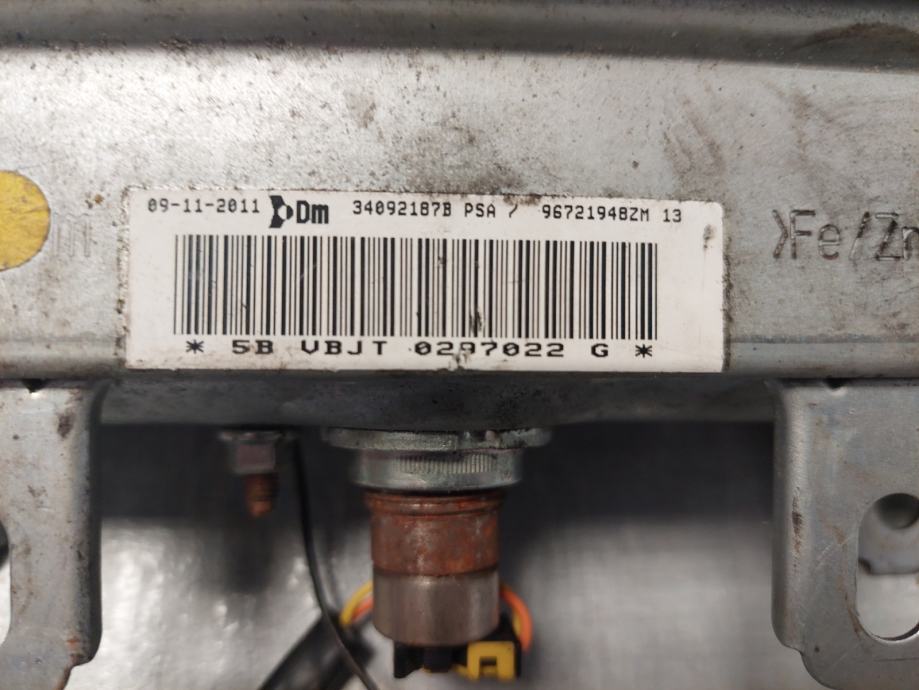 09-11-2011 Dm 34092187B PSA / 96721948ZM 13
* 5B VBJT 0297022 G *
>Fe/Zn